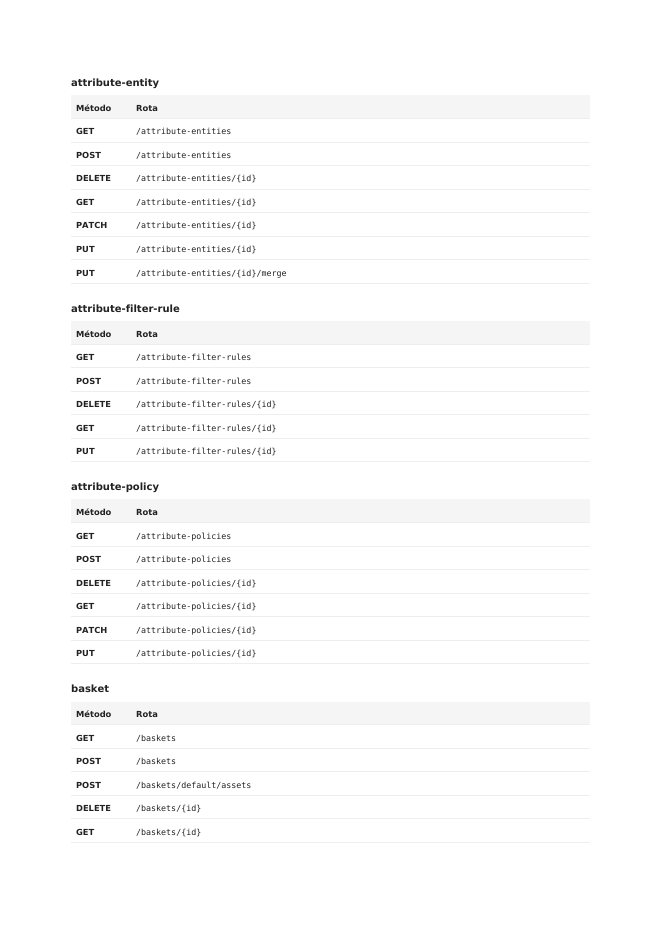 attribute-entity
Método Rota
GET /attribute-entities
POST /attribute-entities
DELETE /attribute-entities/{id}
GET /attribute-entities/{id}
PATCH /attribute-entities/{id}
PUT /attribute-entities/{id}
PUT /attribute-entities/{id}/merge
attribute-filter-rule
Método Rota
GET /attribute-filter-rules
POST /attribute-filter-rules
DELETE /attribute-filter-rules/{id}
GET /attribute-filter-rules/{id}
PUT /attribute-filter-rules/{id}
attribute-policy
Método Rota
GET /attribute-policies
POST /attribute-policies
DELETE /attribute-policies/{id}
GET /attribute-policies/{id}
PATCH /attribute-policies/{id}
PUT /attribute-policies/{id}
basket
Método Rota
GET /baskets
POST /baskets
POST /baskets/default/assets
DELETE /baskets/{id}
GET /baskets/{id}